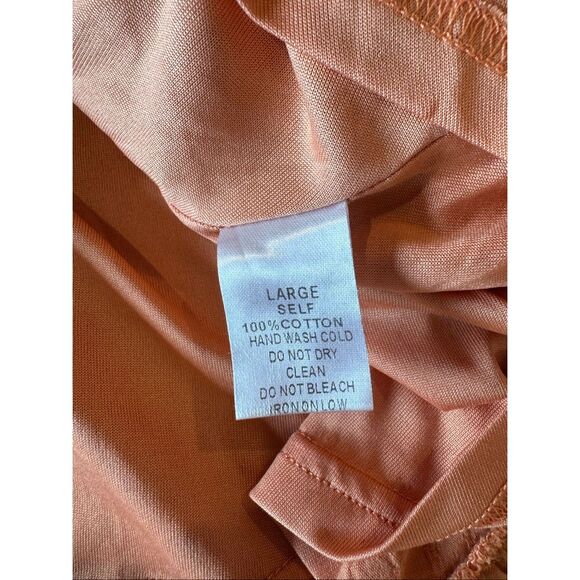 LARGE
SELF
100%COTTON
HAND WASH COLD
DO NOT DRY
CLEAN
DO NOT BLEACH
IRON ON LOW